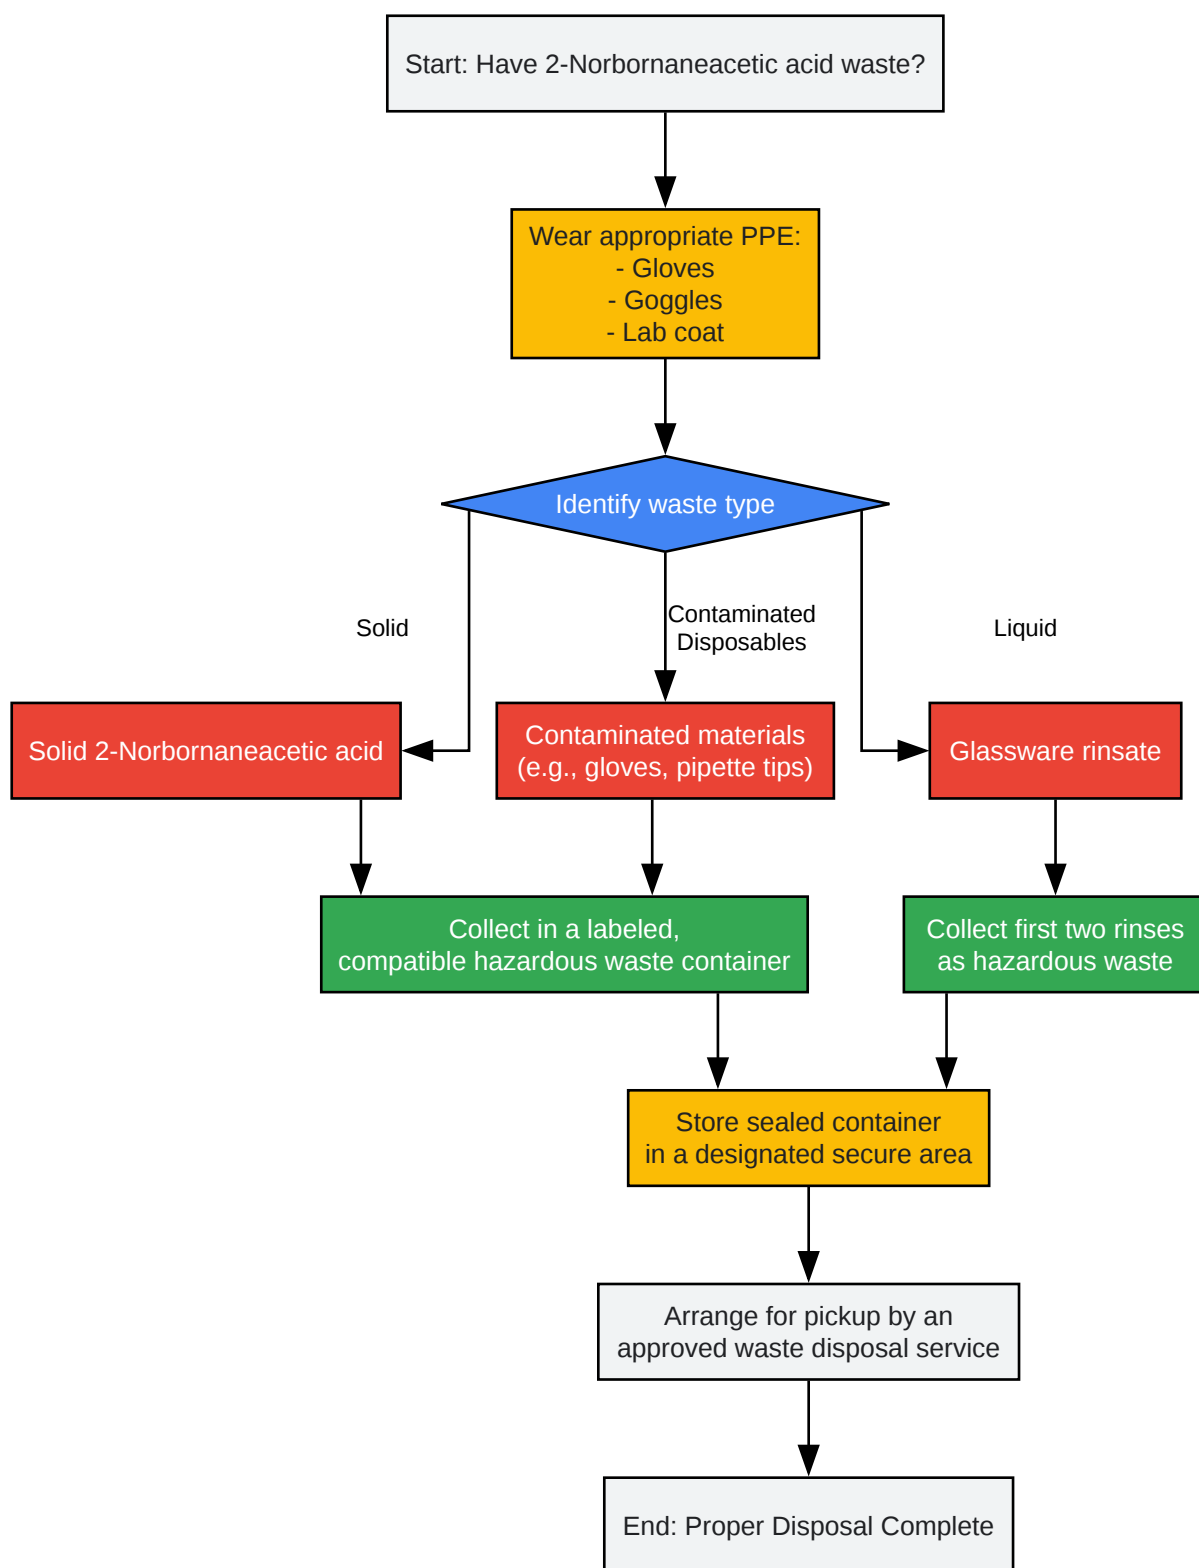 Start: Have 2-Norbornaneacetic acid waste?
Wear appropriate PPE:
- Gloves
- Goggles
- Lab coat
Identify waste type
Solid
Contaminated
Disposables
Liquid
Solid 2-Norbornaneacetic acid
Contaminated materials
(e.g., gloves, pipette tips)
Glassware rinsate
Collect in a labeled,
compatible hazardous waste container
Collect first two rinses
as hazardous waste
Store sealed container
in a designated secure area
Arrange for pickup by an
approved waste disposal service
End: Proper Disposal Complete